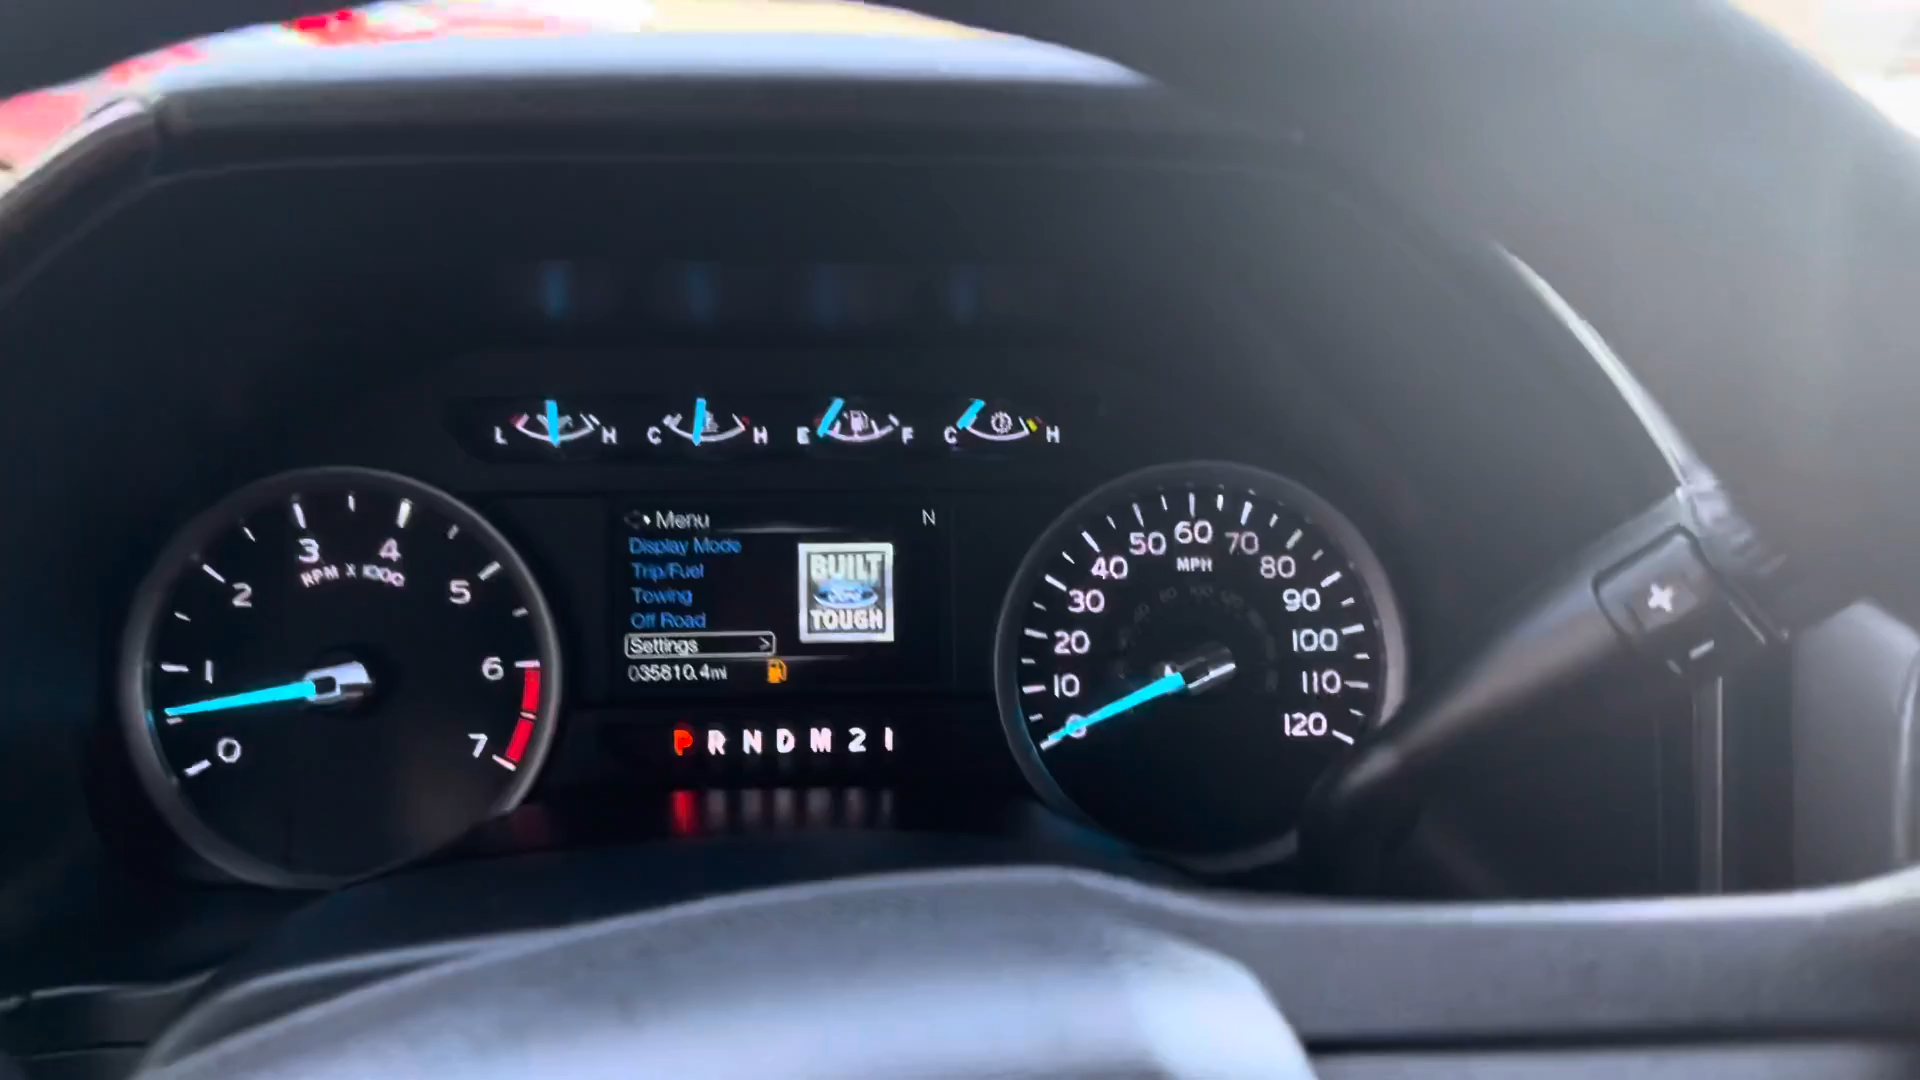 L H C H E F C H
Menu N
Display Mode
Trip/Fuel
Towing
Off Road
Settings >
035810.4mi
BUILT
Ford
TOUGH
P R N D M 2 1
0 1 2 3 4 5 6 7
RPM X 1000
0 10 20 30 40 50 60 70 80 90 100 110 120
MPH